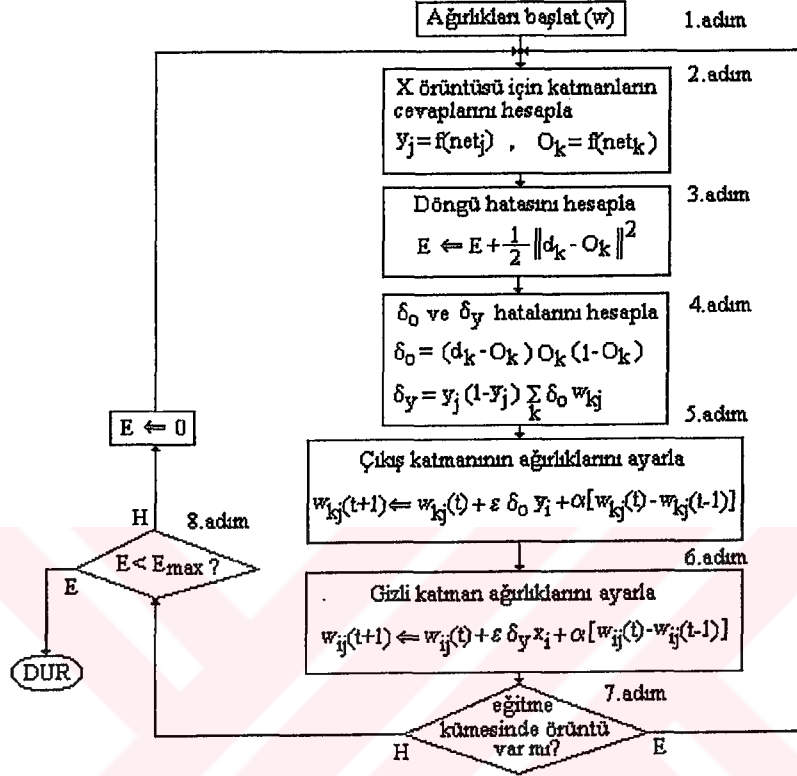 Ağırlıkları başlat (w)
1.adım
X örüntüsü için katmanların
cevaplarını hesapla
yj = f(netj) , Ok = f(netk)
2.adım
Döngü hatasını hesapla
E ⇐ E + 1/2 ‖dk - Ok‖²
3.adım
δo ve δy hatalarını hesapla
δo = (dk - Ok) Ok (1 - Ok)
δy = yj (1 - yj) Σk δo wkj
4.adım
5.adım
Çıkış katmanının ağırlıklarını ayarla
wkj(t+1) ⇐ wkj(t) + ε δo yi + α[wkj(t) - wkj(t-1)]
6.adım
Gizli katman ağırlıklarını ayarla
wij(t+1) ⇐ wij(t) + ε δy xi + α[wij(t) - wij(t-1)]
7.adım
eğitme
kümesinde örüntü
var mı?
H
E
8.adım
E < Emax ?
H
E
E ⇐ 0
DUR